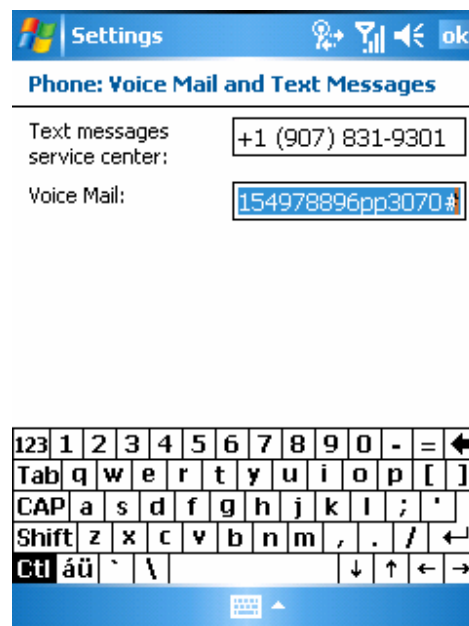 Settings
ok
Phone: Voice Mail and Text Messages
Text messages
service center:
+1 (907) 831-9301
Voice Mail:
154978896pp3070#
123 1 2 3 4 5 6 7 8 9 0 - =
Tab q w e r t y u i o p [ ]
CAP a s d f g h j k l ; '
Shift z x c v b n m , . /
Ctl áü ` \